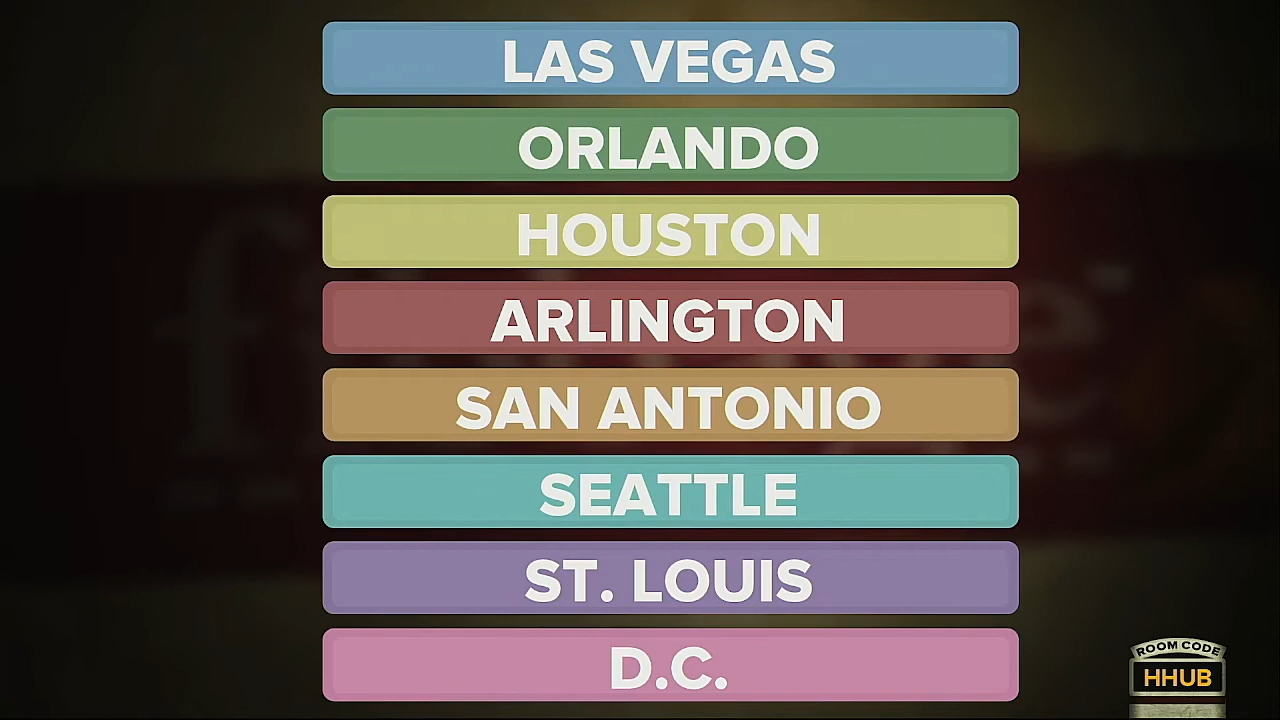 LAS VEGAS
ORLANDO
HOUSTON
ARLINGTON
SAN ANTONIO
SEATTLE
ST. LOUIS
D.C.
ROOM CODE
HHUB